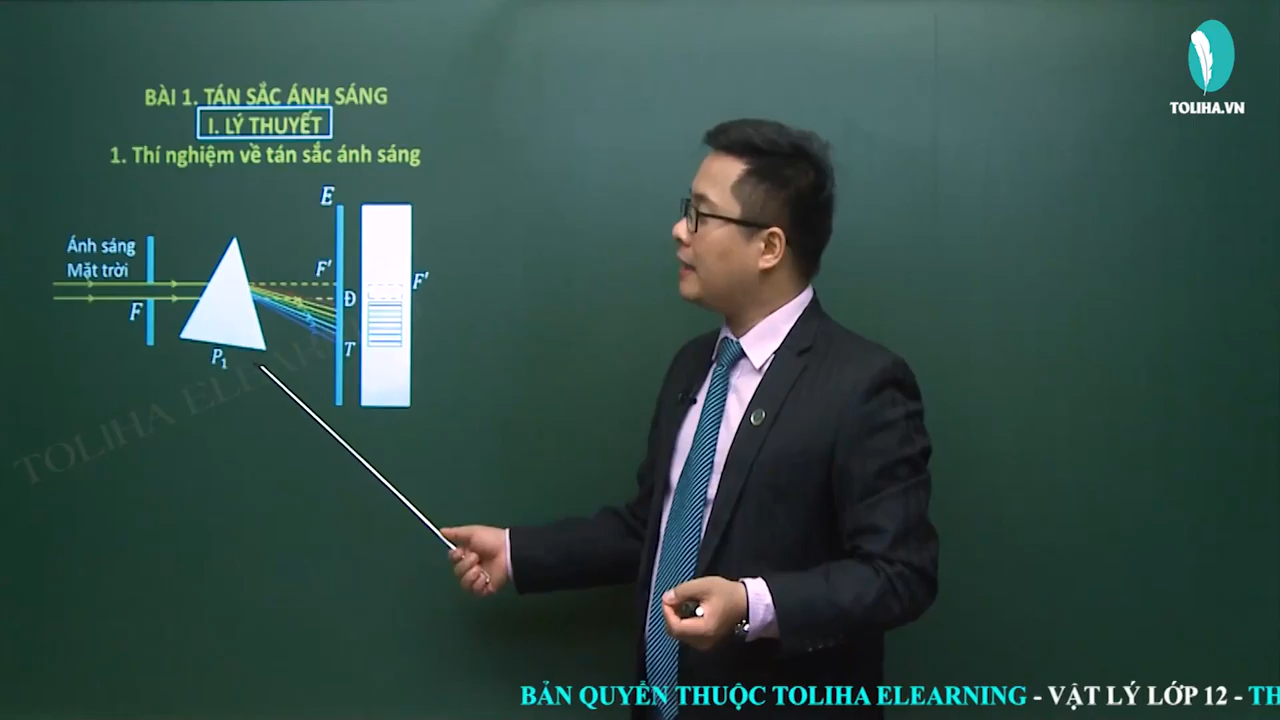 TOLIHA.VN
BÀI 1. TÁN SẮC ÁNH SÁNG
I. LÝ THUYẾT
1. Thí nghiệm về tán sắc ánh sáng
E
Ánh sáng
Mặt trời
F'
F'
Đ
F
T
P₁
TOLIHA ELEAR
BẢN QUYỀN THUỘC TOLIHA ELEARNING - VẬT LÝ LỚP 12 - TH